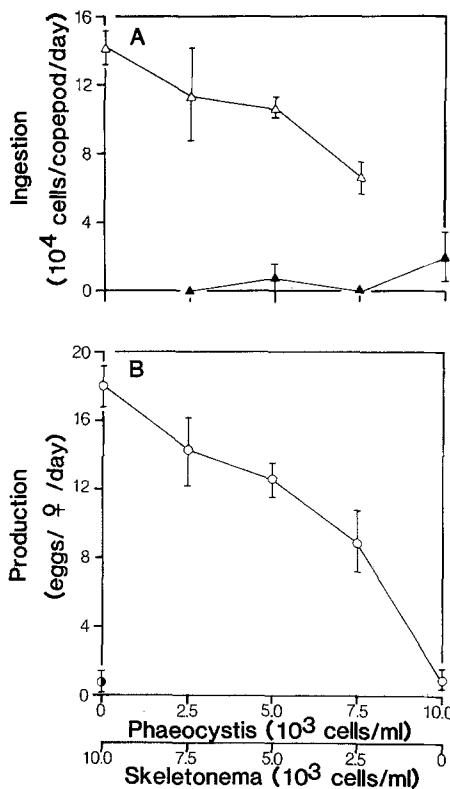 16
A
12
8
4
0
Ingestion
(10⁴ cells/copepod/day)
20
B
16
12
8
4
0
Production
(eggs/ ♀ /day)
0 2.5 5.0 7.5 10.0
Phaeocystis (10³ cells/ml)
10.0 7.5 5.0 2.5 0
Skeletonema (10³ cells/ml)